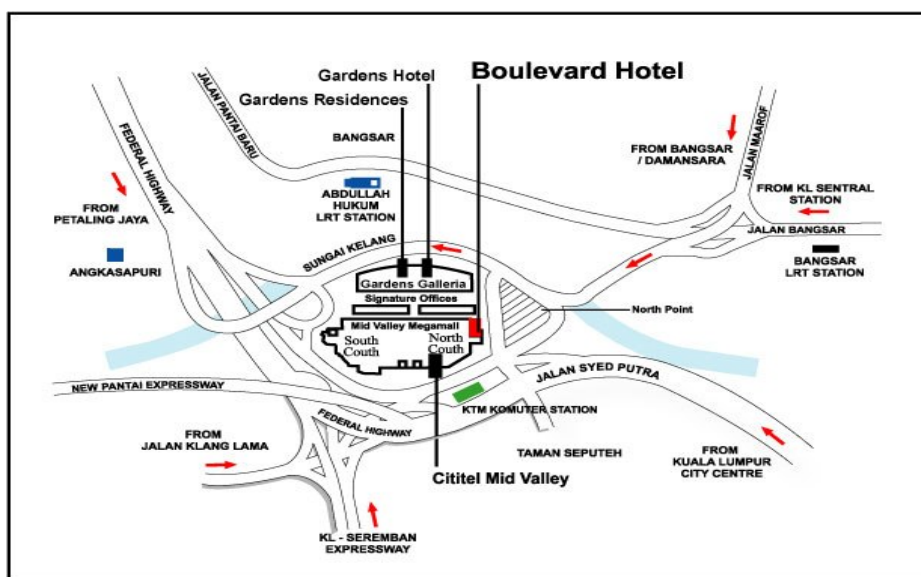 Gardens Hotel
Boulevard Hotel
Gardens Residences
JALAN PANTAI BARU
BANGSAR
FEDERAL HIGHWAY
JALAN MAAROF
FROM BANGSAR
/ DAMANSARA
FROM KL SENTRAL
STATION
FROM
PETALING JAYA
ABDULLAH
HUKUM
LRT STATION
JALAN BANGSAR
ANGKASAPURI
SUNGAI KELANG
BANGSAR
LRT STATION
Gardens Galleria
Signature Offices
North Point
Mid Valley Megamall
South
Couth
North
Couth
JALAN SYED PUTRA
NEW PANTAI EXPRESSWAY
KTM KOMUTER STATION
FEDERAL HIGHWAY
FROM
JALAN KLANG LAMA
TAMAN SEPUTEH
FROM
KUALA LUMPUR
CITY CENTRE
Cititel Mid Valley
KL - SEREMBAN
EXPRESSWAY